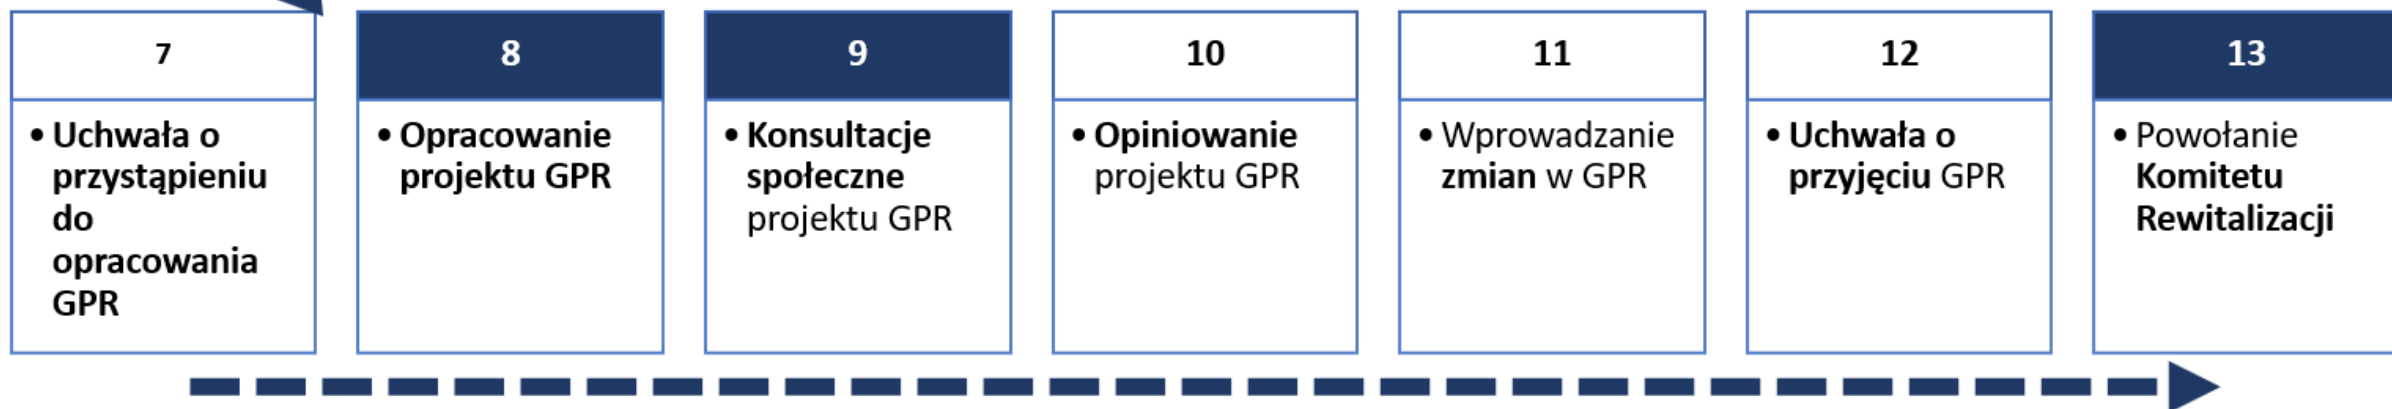 7
• Uchwała o
przystąpieniu
do
opracowania
GPR
8
• Opracowanie
projektu GPR
9
• Konsultacje
społeczne
projektu GPR
10
• Opiniowanie
projektu GPR
11
• Wprowadzanie
zmian w GPR
12
• Uchwała o
przyjęciu GPR
13
• Powołanie
Komitetu
Rewitalizacji